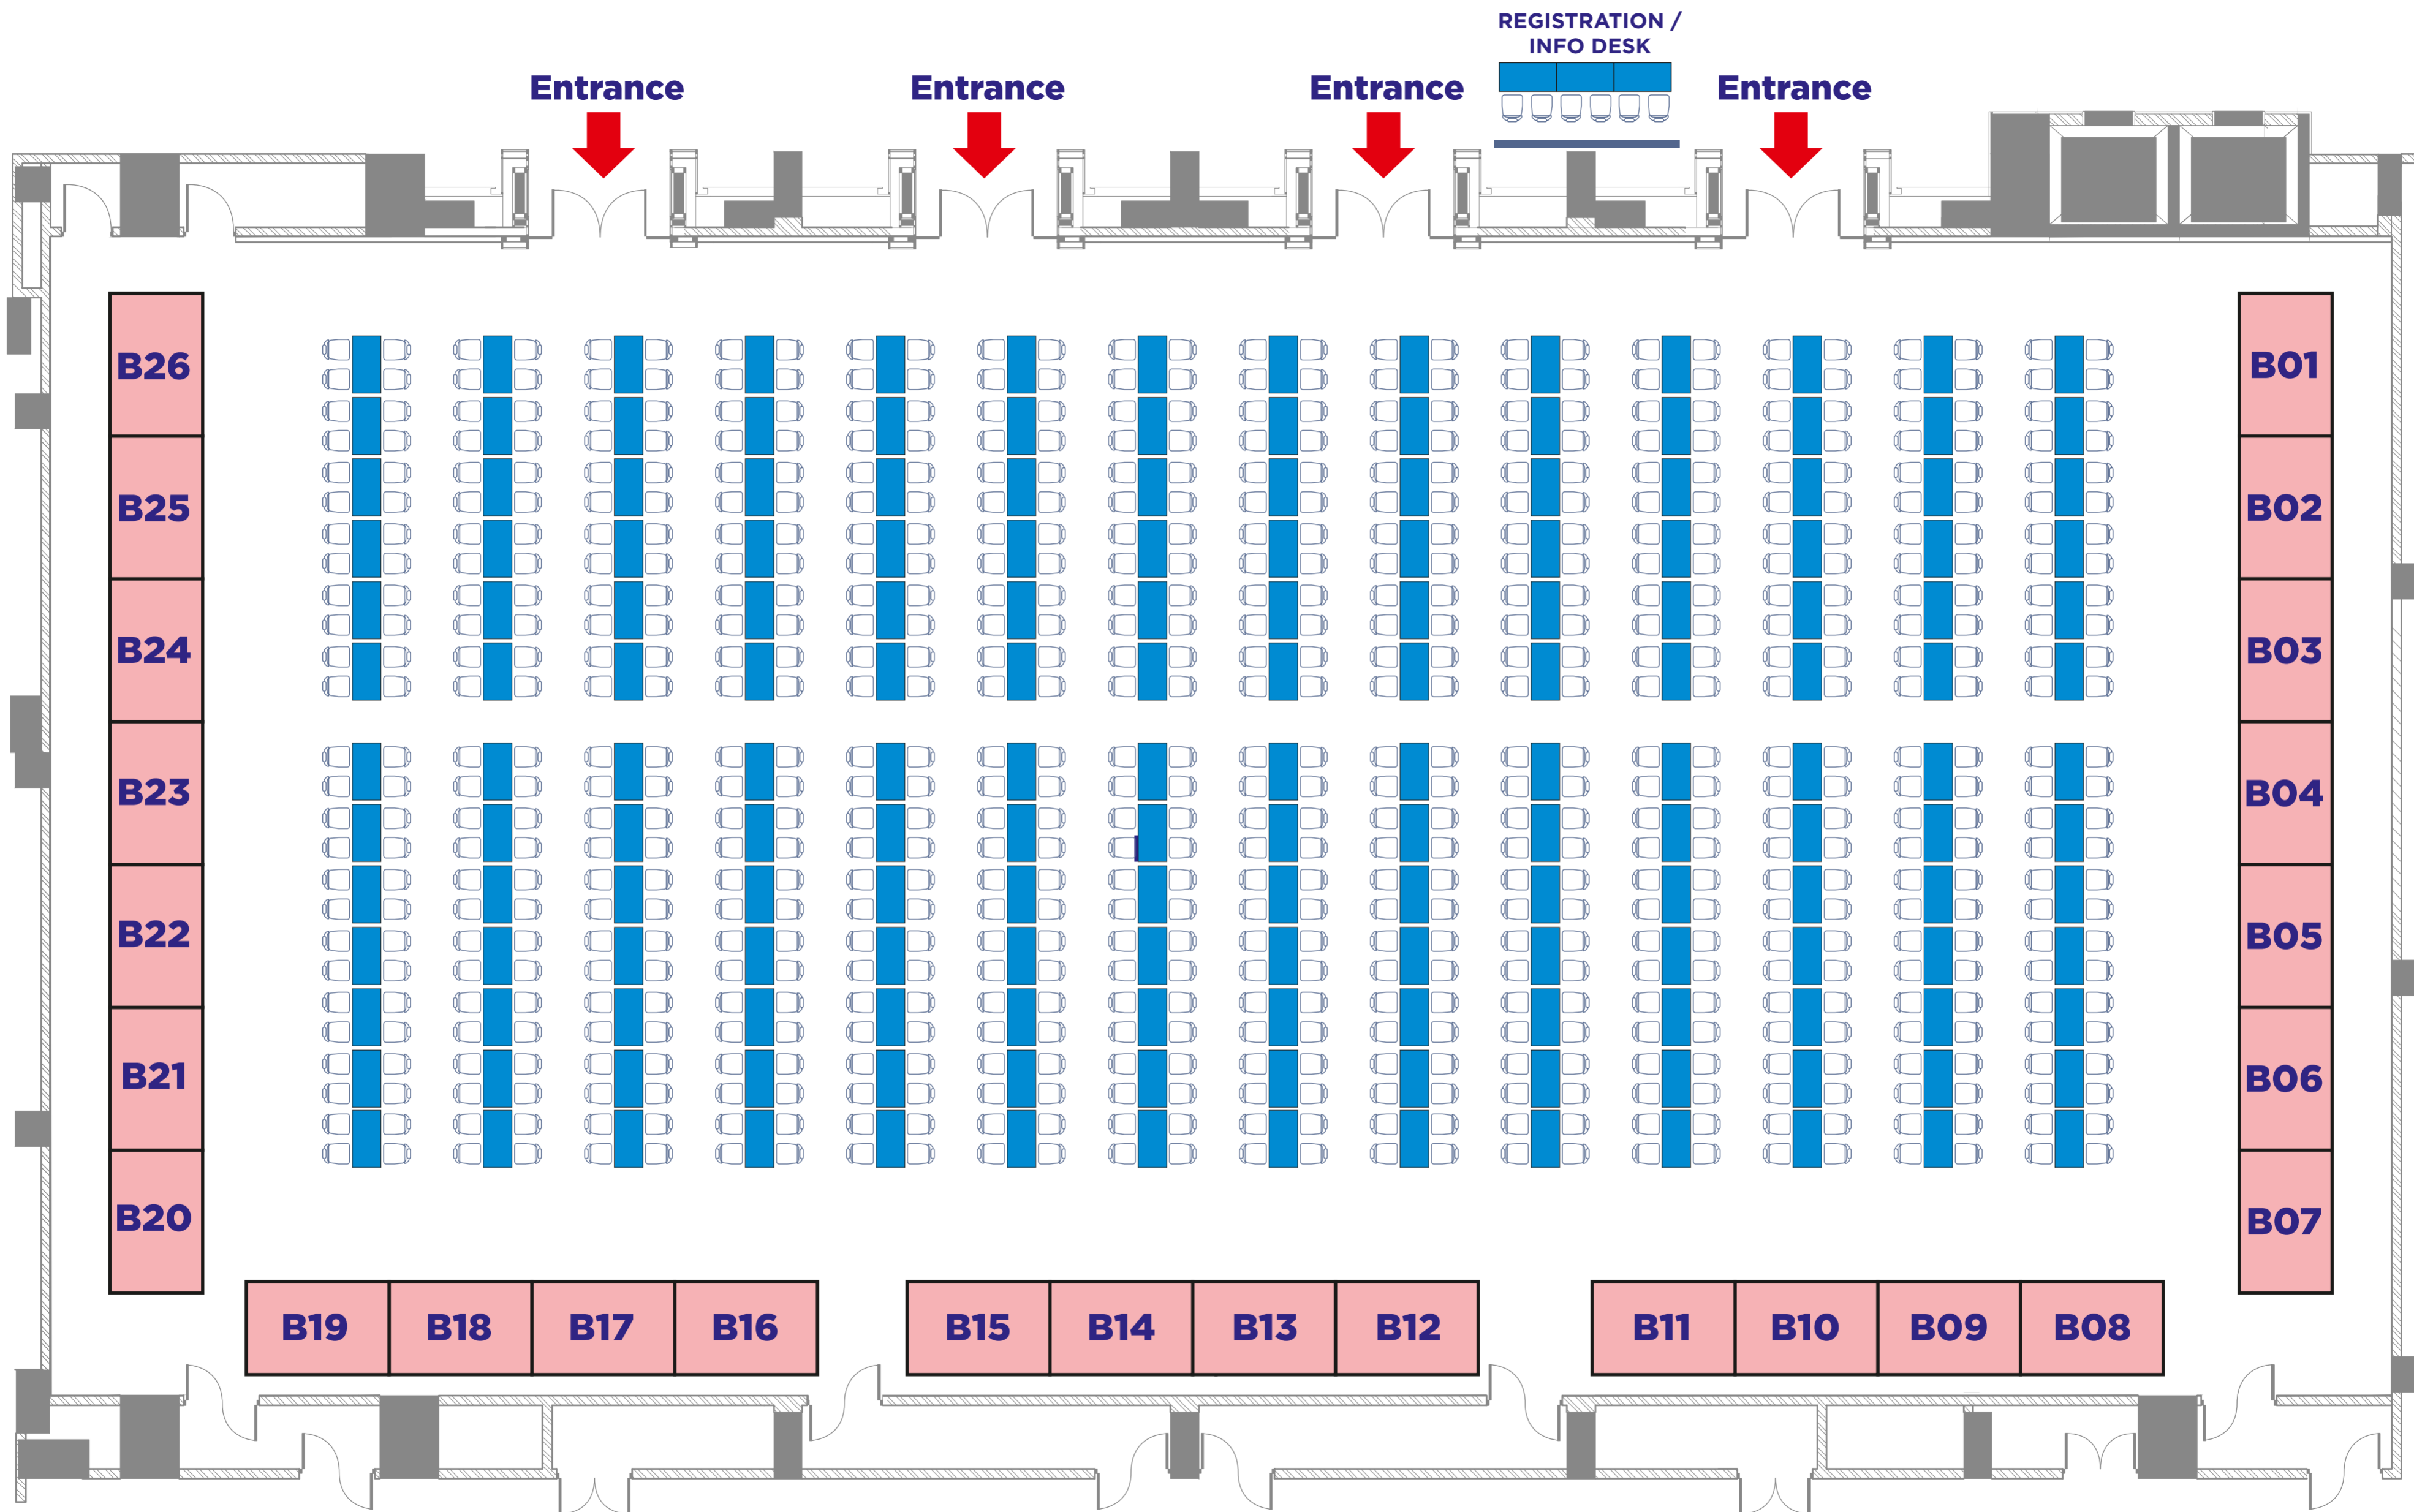 REGISTRATION /
INFO DESK
Entrance
Entrance
Entrance
Entrance
B26
B01
B25
B02
B24
B03
B23
B04
B22
B05
B21
B06
B20
B07
B19
B18
B17
B16
B15
B14
B13
B12
B11
B10
B09
B08